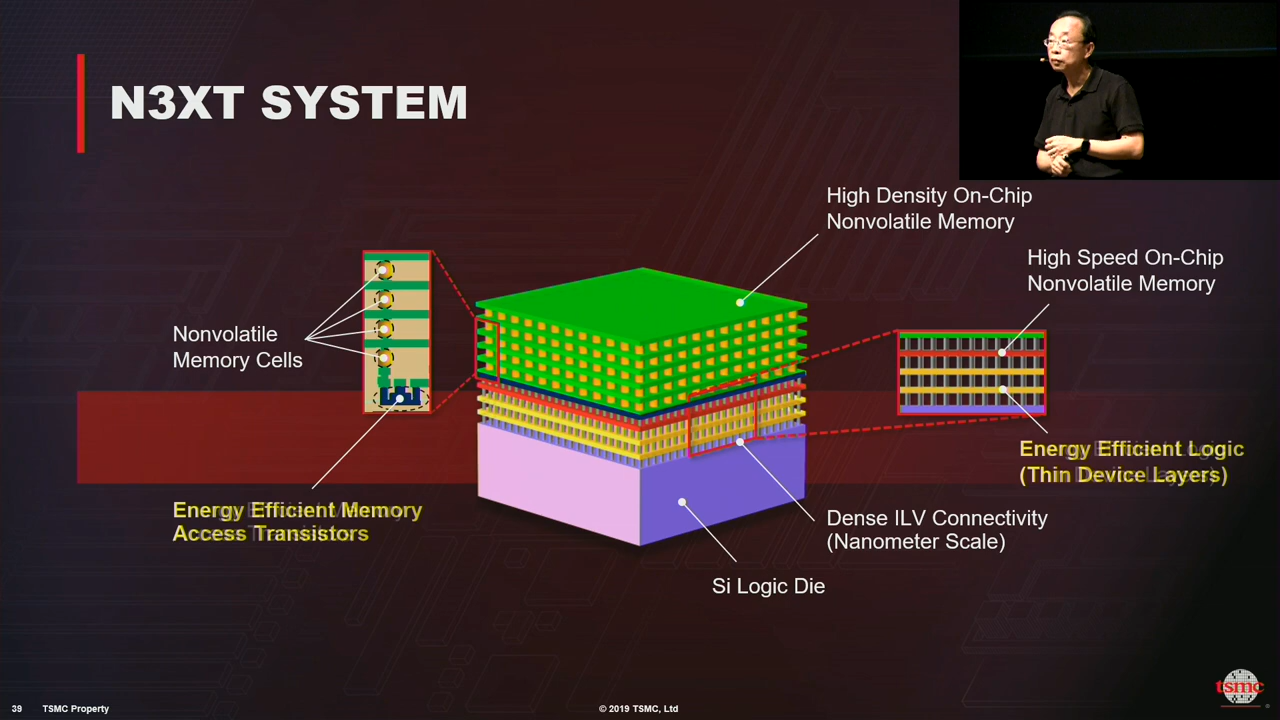 N3XT SYSTEM
High Density On-Chip
Nonvolatile Memory
High Speed On-Chip
Nonvolatile Memory
Nonvolatile
Memory Cells
Energy Efficient Logic
(Thin Device Layers)
Energy Efficient Memory
Access Transistors
Dense ILV Connectivity
(Nanometer Scale)
Si Logic Die
tsmc
39 TSMC Property © 2019 TSMC, Ltd